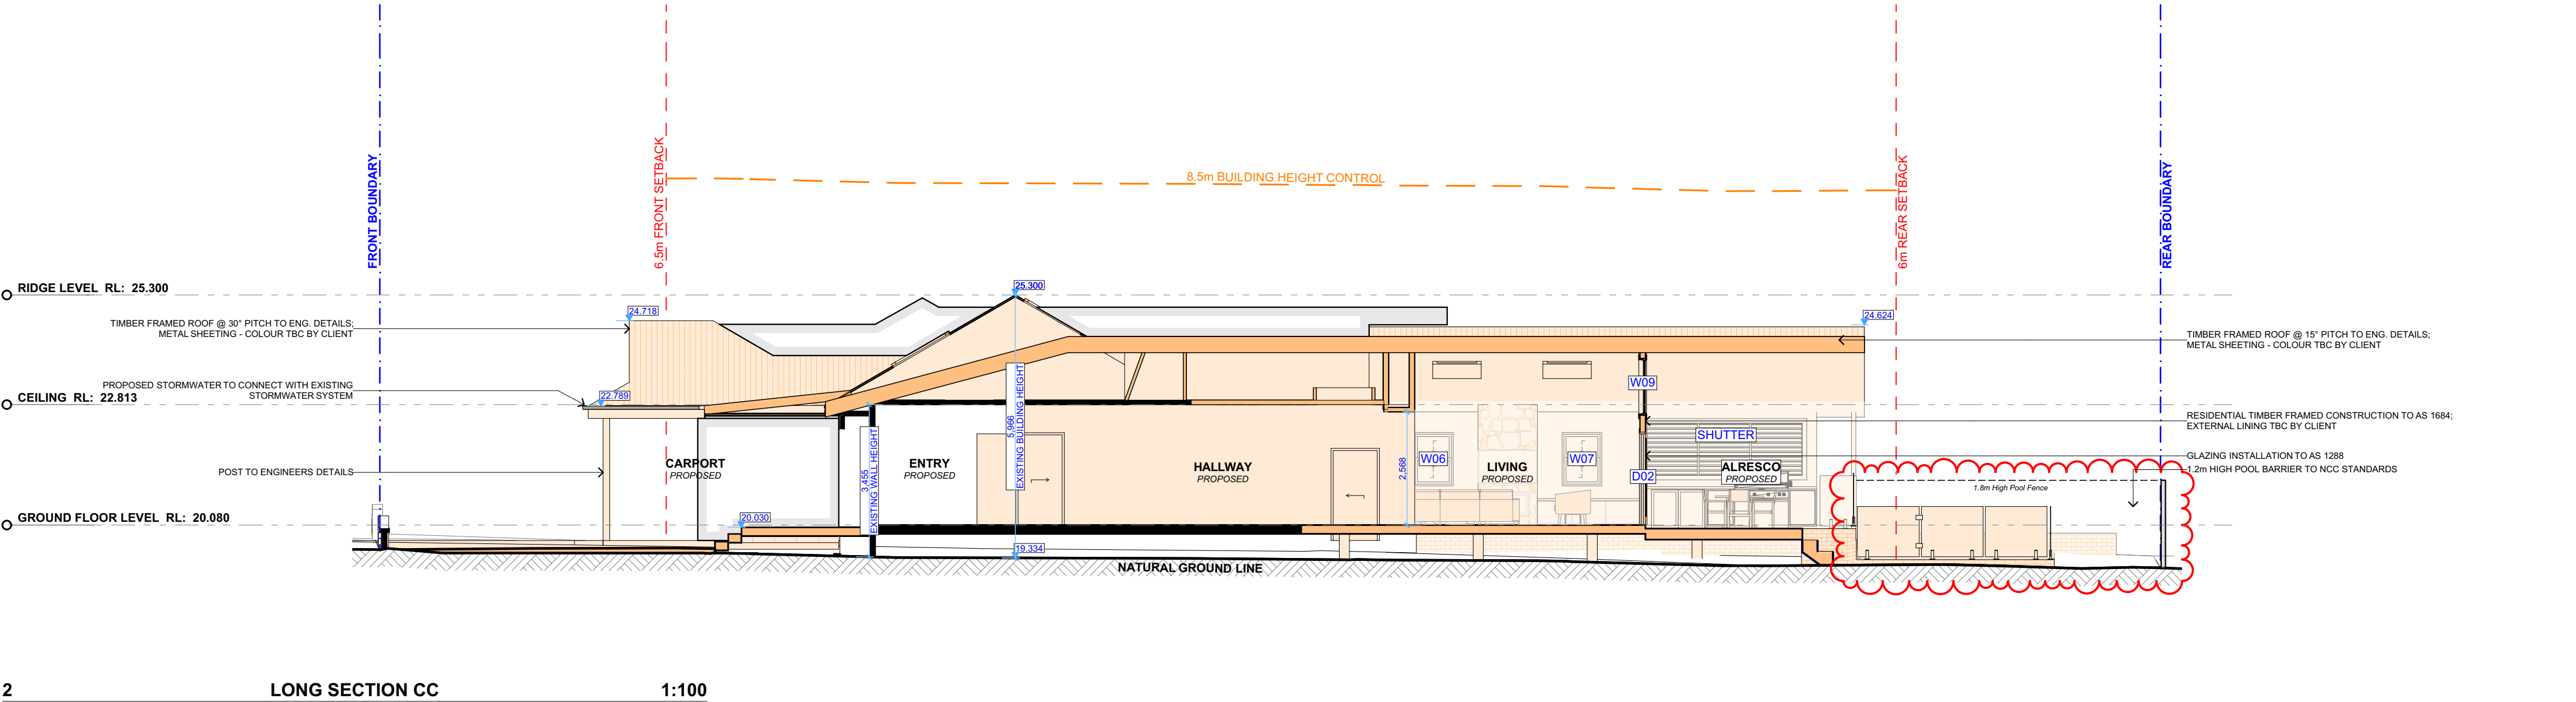 FRONT BOUNDARY
6.5m FRONT SETBACK
8.5m BUILDING HEIGHT CONTROL
6m REAR SETBACK
REAR BOUNDARY
RIDGE LEVEL RL: 25.300
25.300
24.718
24.624
TIMBER FRAMED ROOF @ 30° PITCH TO ENG. DETAILS;
METAL SHEETING - COLOUR TBC BY CLIENT
TIMBER FRAMED ROOF @ 15° PITCH TO ENG. DETAILS;
METAL SHEETING - COLOUR TBC BY CLIENT
PROPOSED STORMWATER TO CONNECT WITH EXISTING
STORMWATER SYSTEM
CEILING RL: 22.813
22.789
W09
RESIDENTIAL TIMBER FRAMED CONSTRUCTION TO AS 1684;
EXTERNAL LINING TBC BY CLIENT
5,966
EXISTING BUILDING HEIGHT
3,455
EXISTING WALL HEIGHT
2,568
SHUTTER
W06
W07
GLAZING INSTALLATION TO AS 1288
POST TO ENGINEERS DETAILS
CARPORT
PROPOSED
ENTRY
PROPOSED
HALLWAY
PROPOSED
LIVING
PROPOSED
D02
ALRESCO
PROPOSED
1.2m HIGH POOL BARRIER TO NCC STANDARDS
1.8m High Pool Fence
GROUND FLOOR LEVEL RL: 20.080
20.030
19.334
NATURAL GROUND LINE
2 LONG SECTION CC 1:100